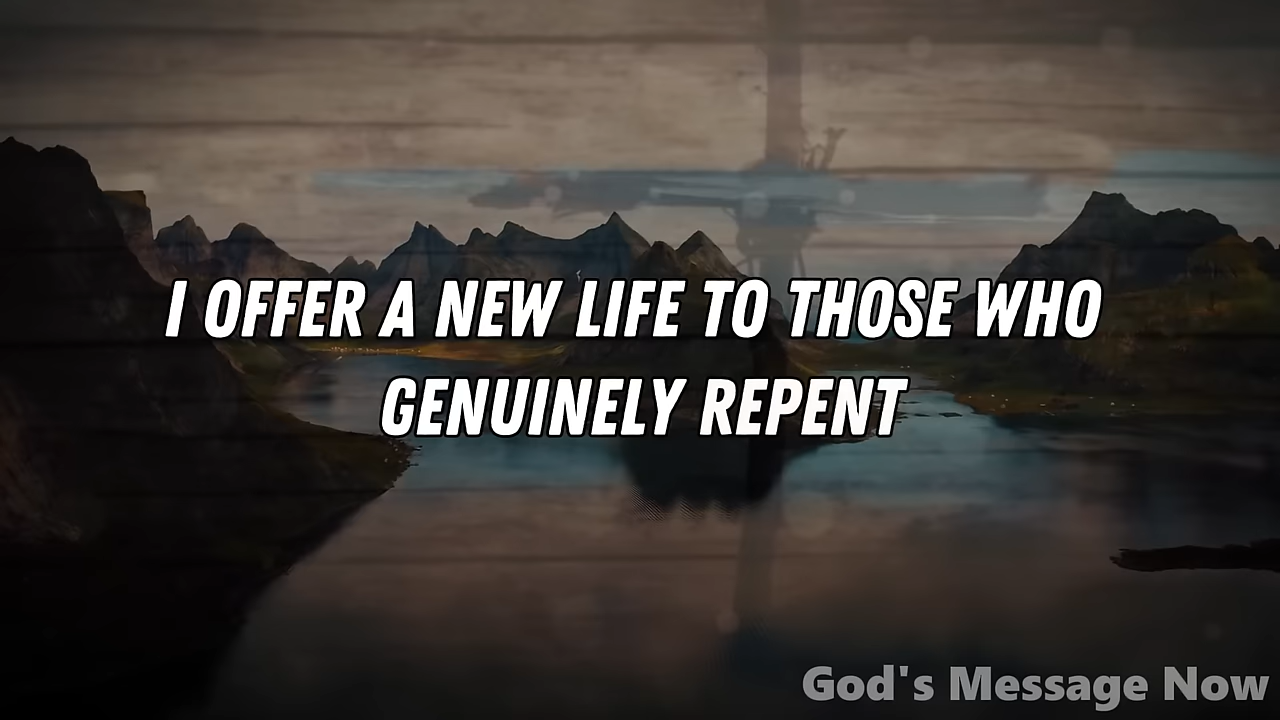 I OFFER A NEW LIFE TO THOSE WHO
GENUINELY REPENT
God's Message Now